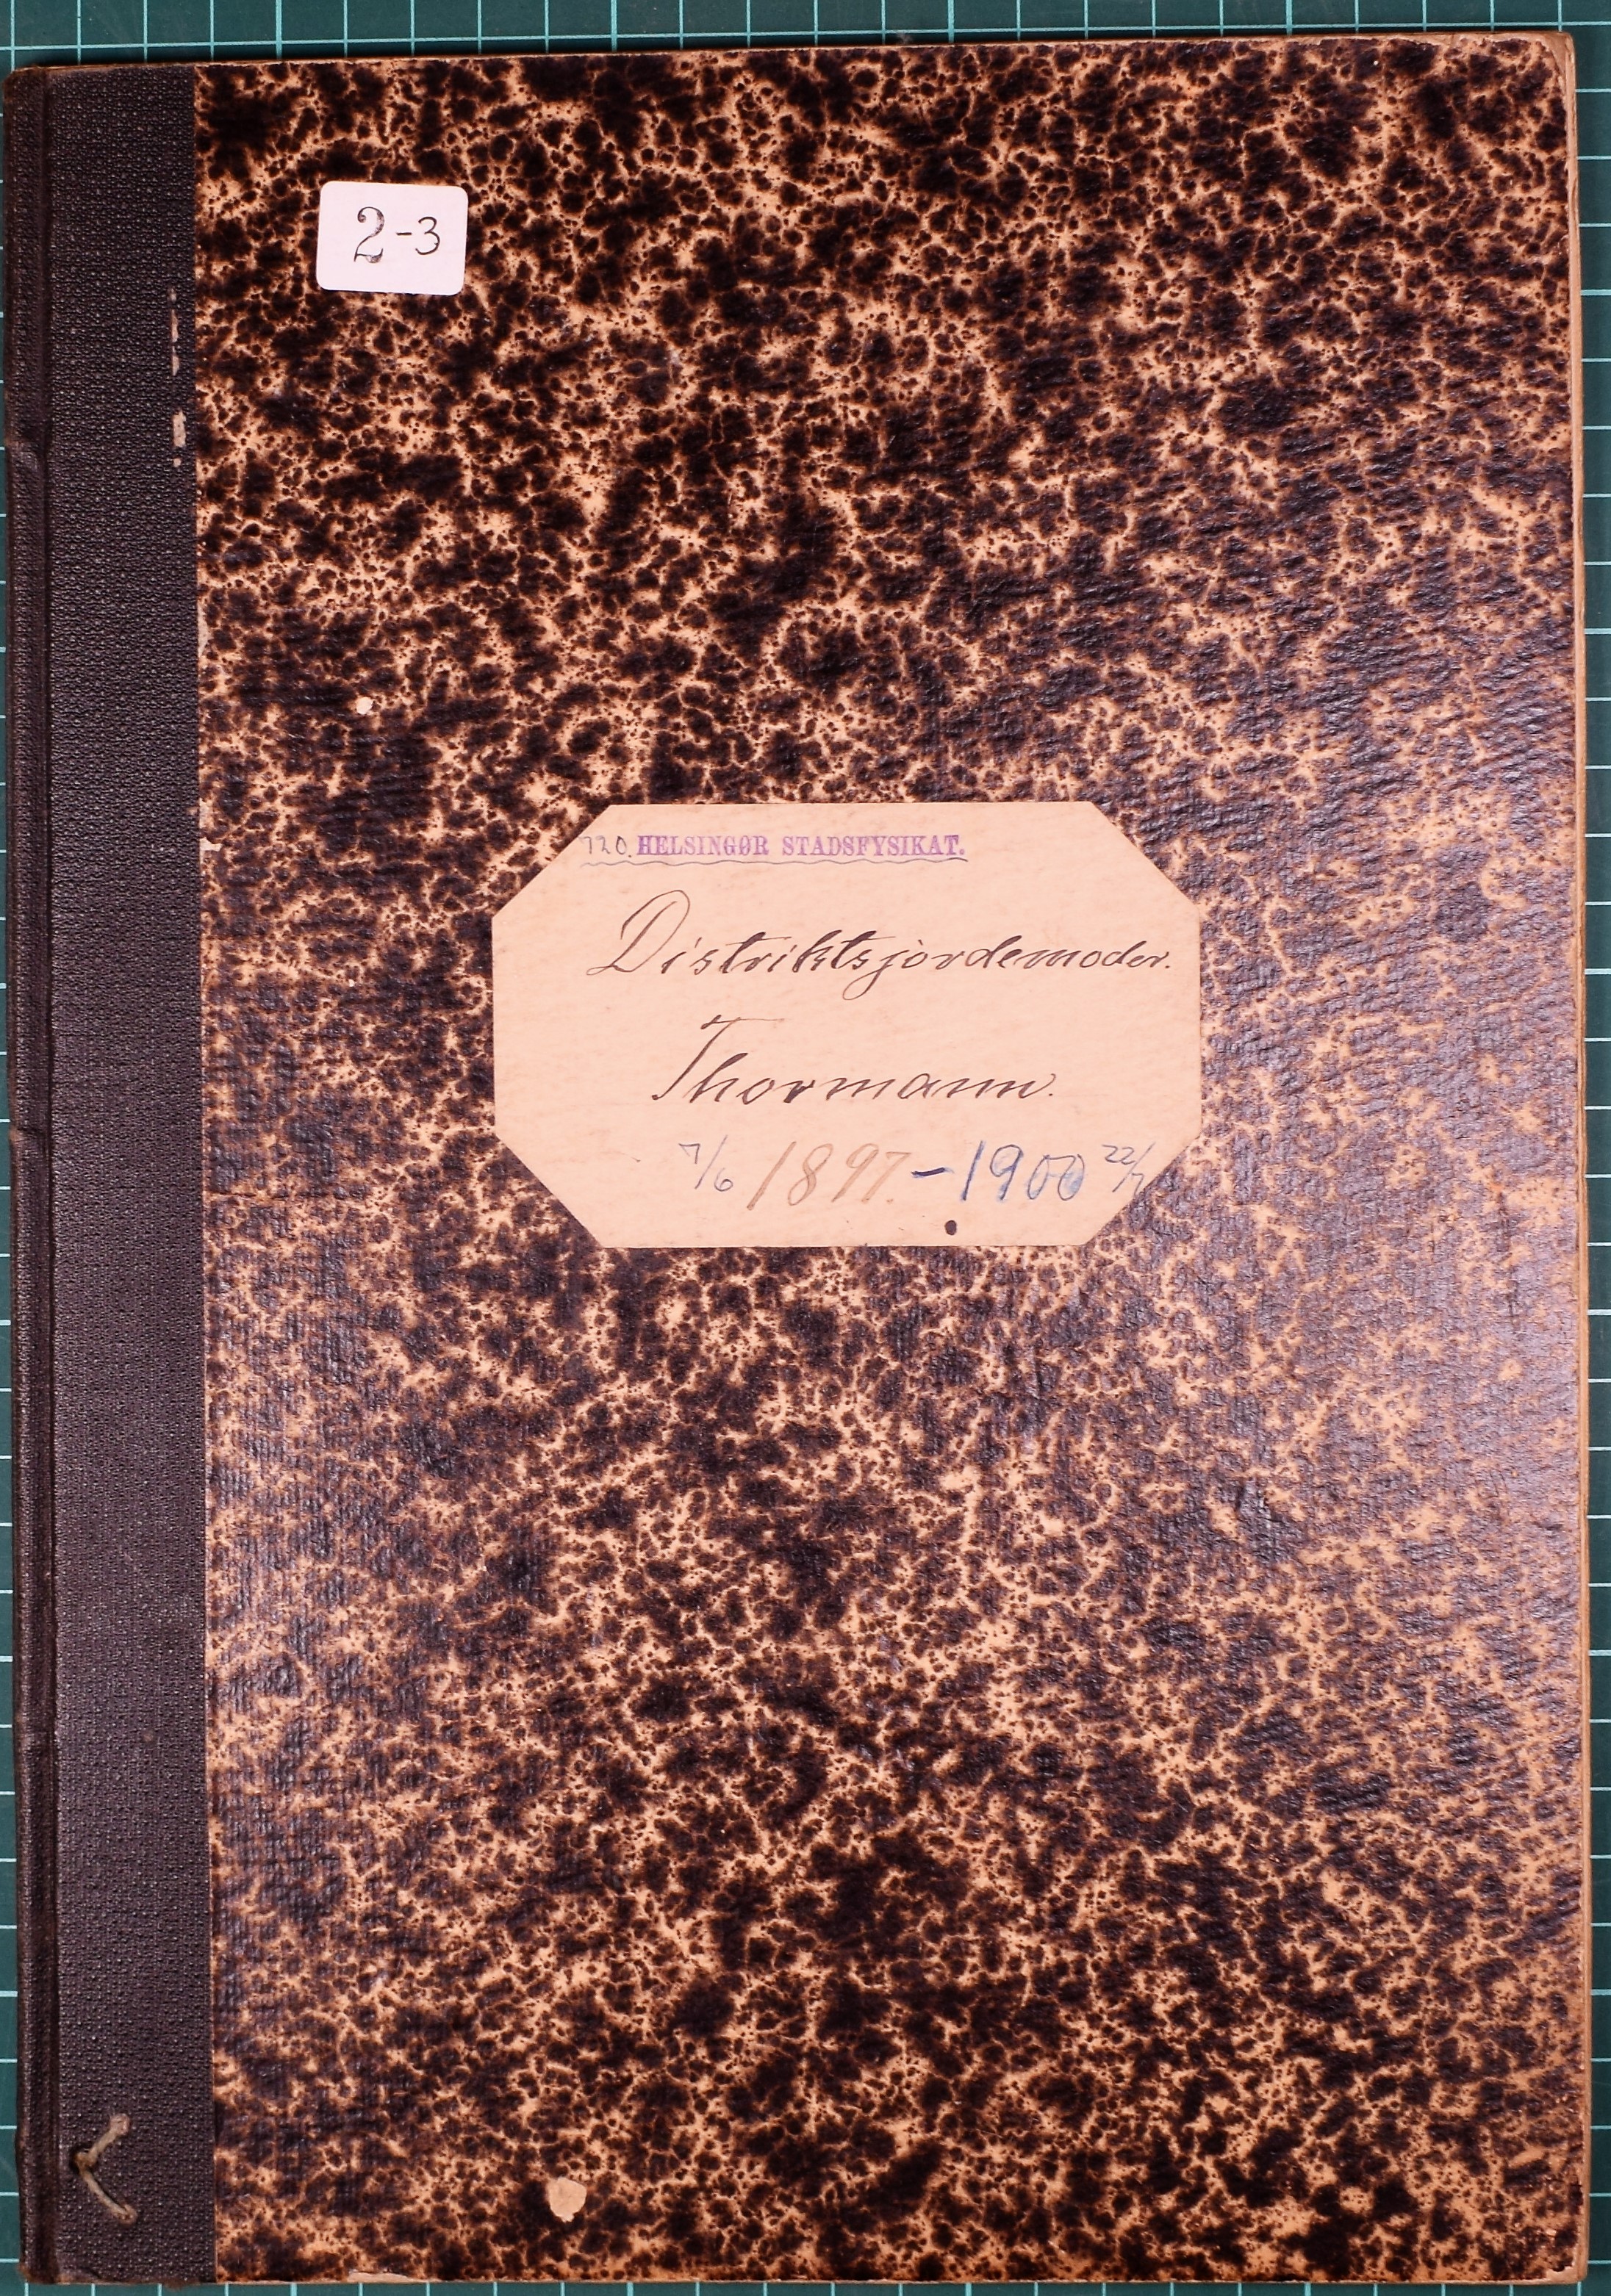 2-3
720. HELSINGØR STADSFYSIKAT.
Distriktsjordemoder.
Thormann.
7/6 1897.-1900 22/7